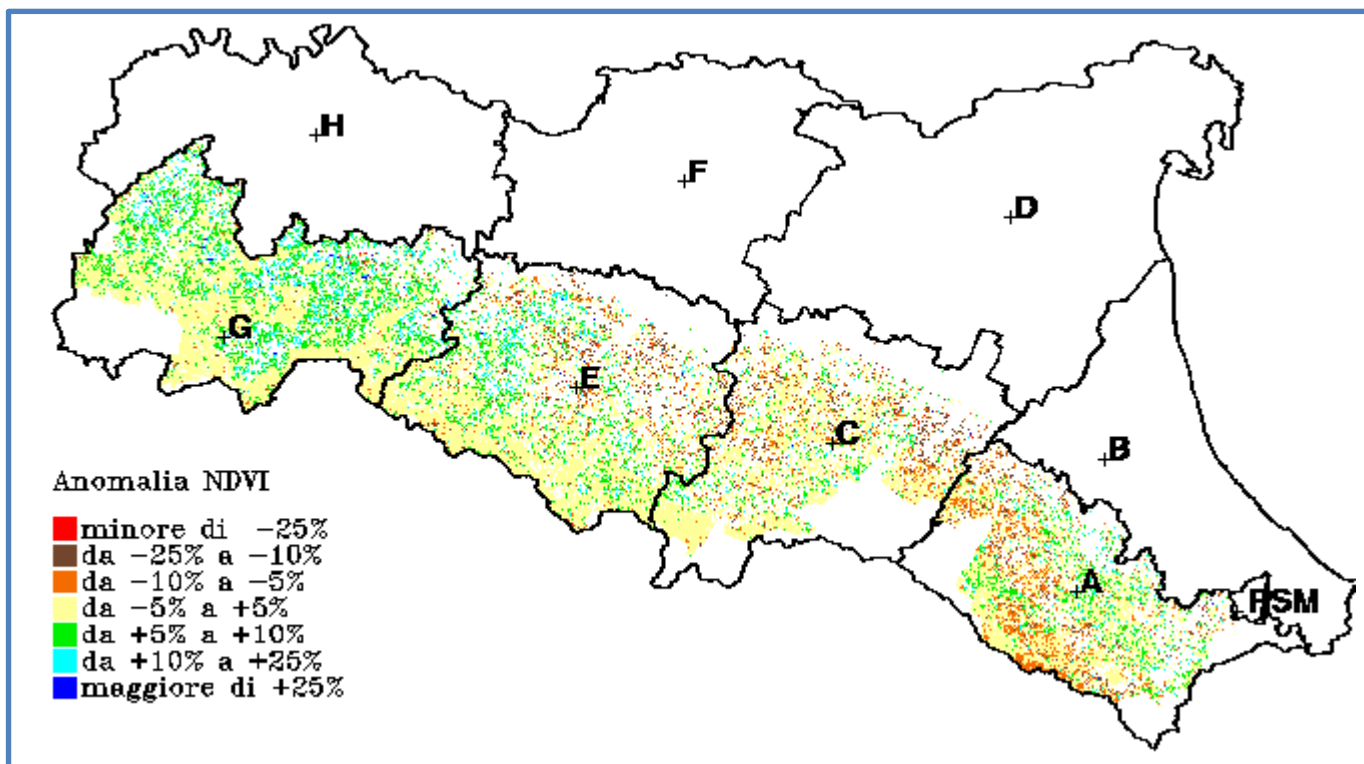 H
F
D
G
E
C
B
A
RSM
Anomalia NDVI
minore di -25%
da -25% a -10%
da -10% a -5%
da -5% a +5%
da +5% a +10%
da +10% a +25%
maggiore di +25%